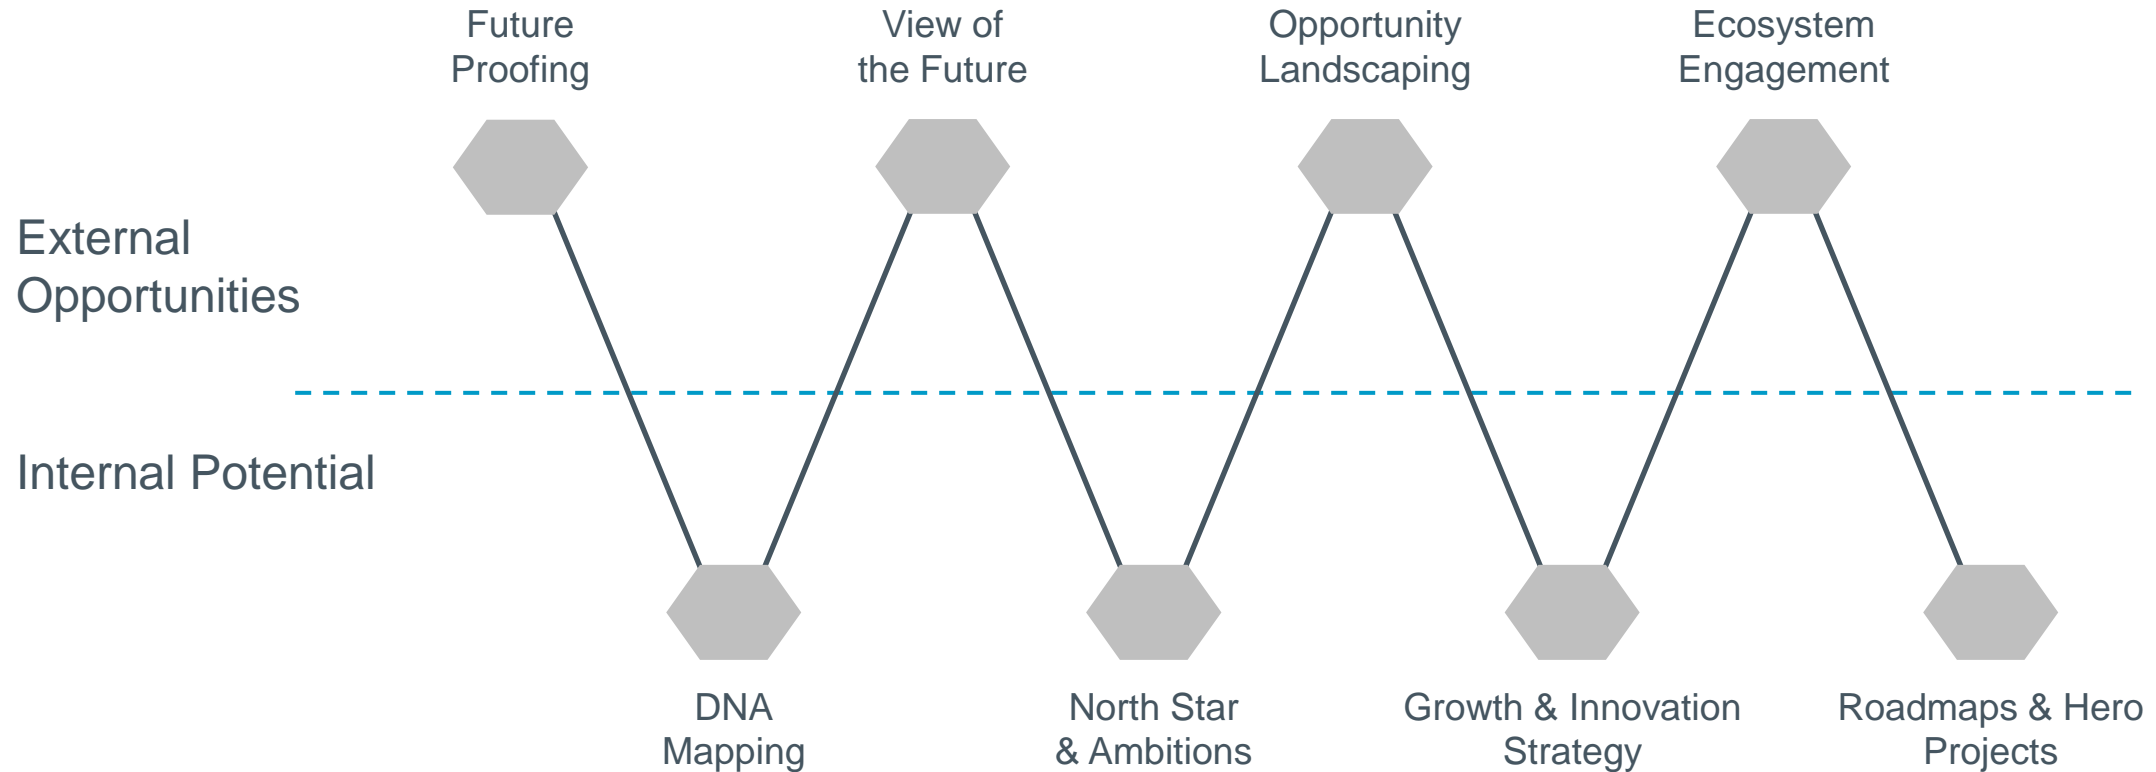 Future
Proofing
View of
the Future
Opportunity
Landscaping
Ecosystem
Engagement
External
Opportunities
Internal Potential
DNA
Mapping
North Star
& Ambitions
Growth & Innovation
Strategy
Roadmaps & Hero
Projects